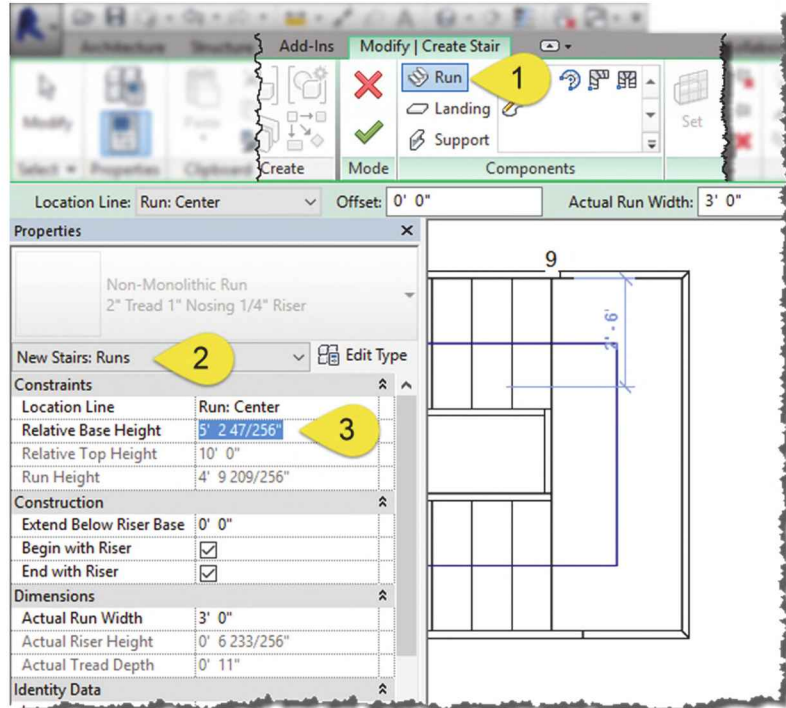 Add-Ins Modify | Create Stair
Run 1
Landing
Support
Modify Set
Select Properties Clipboard Create Mode Components
Location Line: Run: Center Offset: 0' 0" Actual Run Width: 3' 0"
Properties
Non-Monolithic Run
2" Tread 1" Nosing 1/4" Riser
New Stairs: Runs 2 Edit Type
Constraints
Location Line Run: Center
Relative Base Height 5' 2 47/256" 3
Relative Top Height 10' 0"
Run Height 4' 9 209/256"
Construction
Extend Below Riser Base 0' 0"
Begin with Riser
End with Riser
Dimensions
Actual Run Width 3' 0"
Actual Riser Height 0' 6 233/256"
Actual Tread Depth 0' 11"
Identity Data
9
2' - 6'